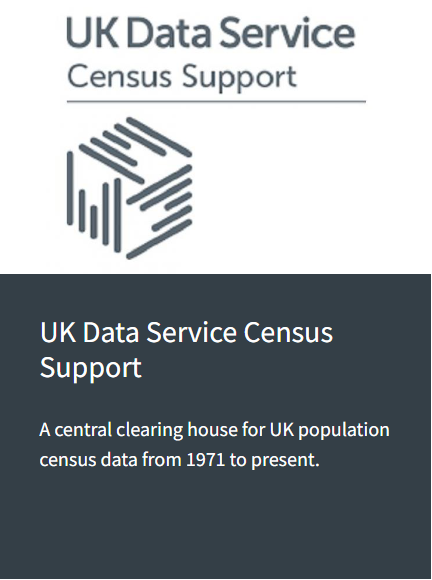 UK Data Service
Census Support
UK Data Service Census
Support
A central clearing house for UK population
census data from 1971 to present.